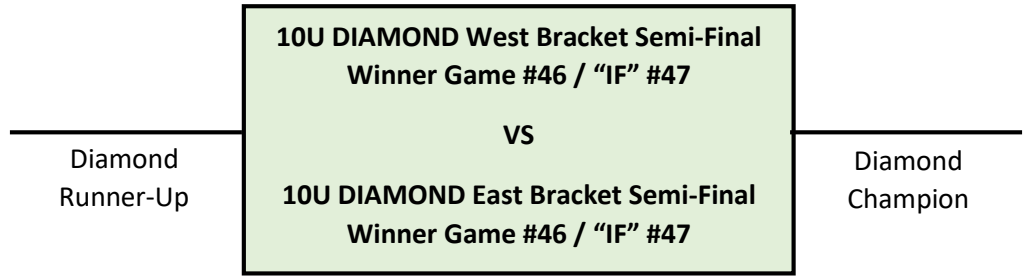 10U DIAMOND West Bracket Semi-Final
Winner Game #46 / “IF” #47
VS
10U DIAMOND East Bracket Semi-Final
Winner Game #46 / “IF” #47
Diamond
Runner-Up
Diamond
Champion